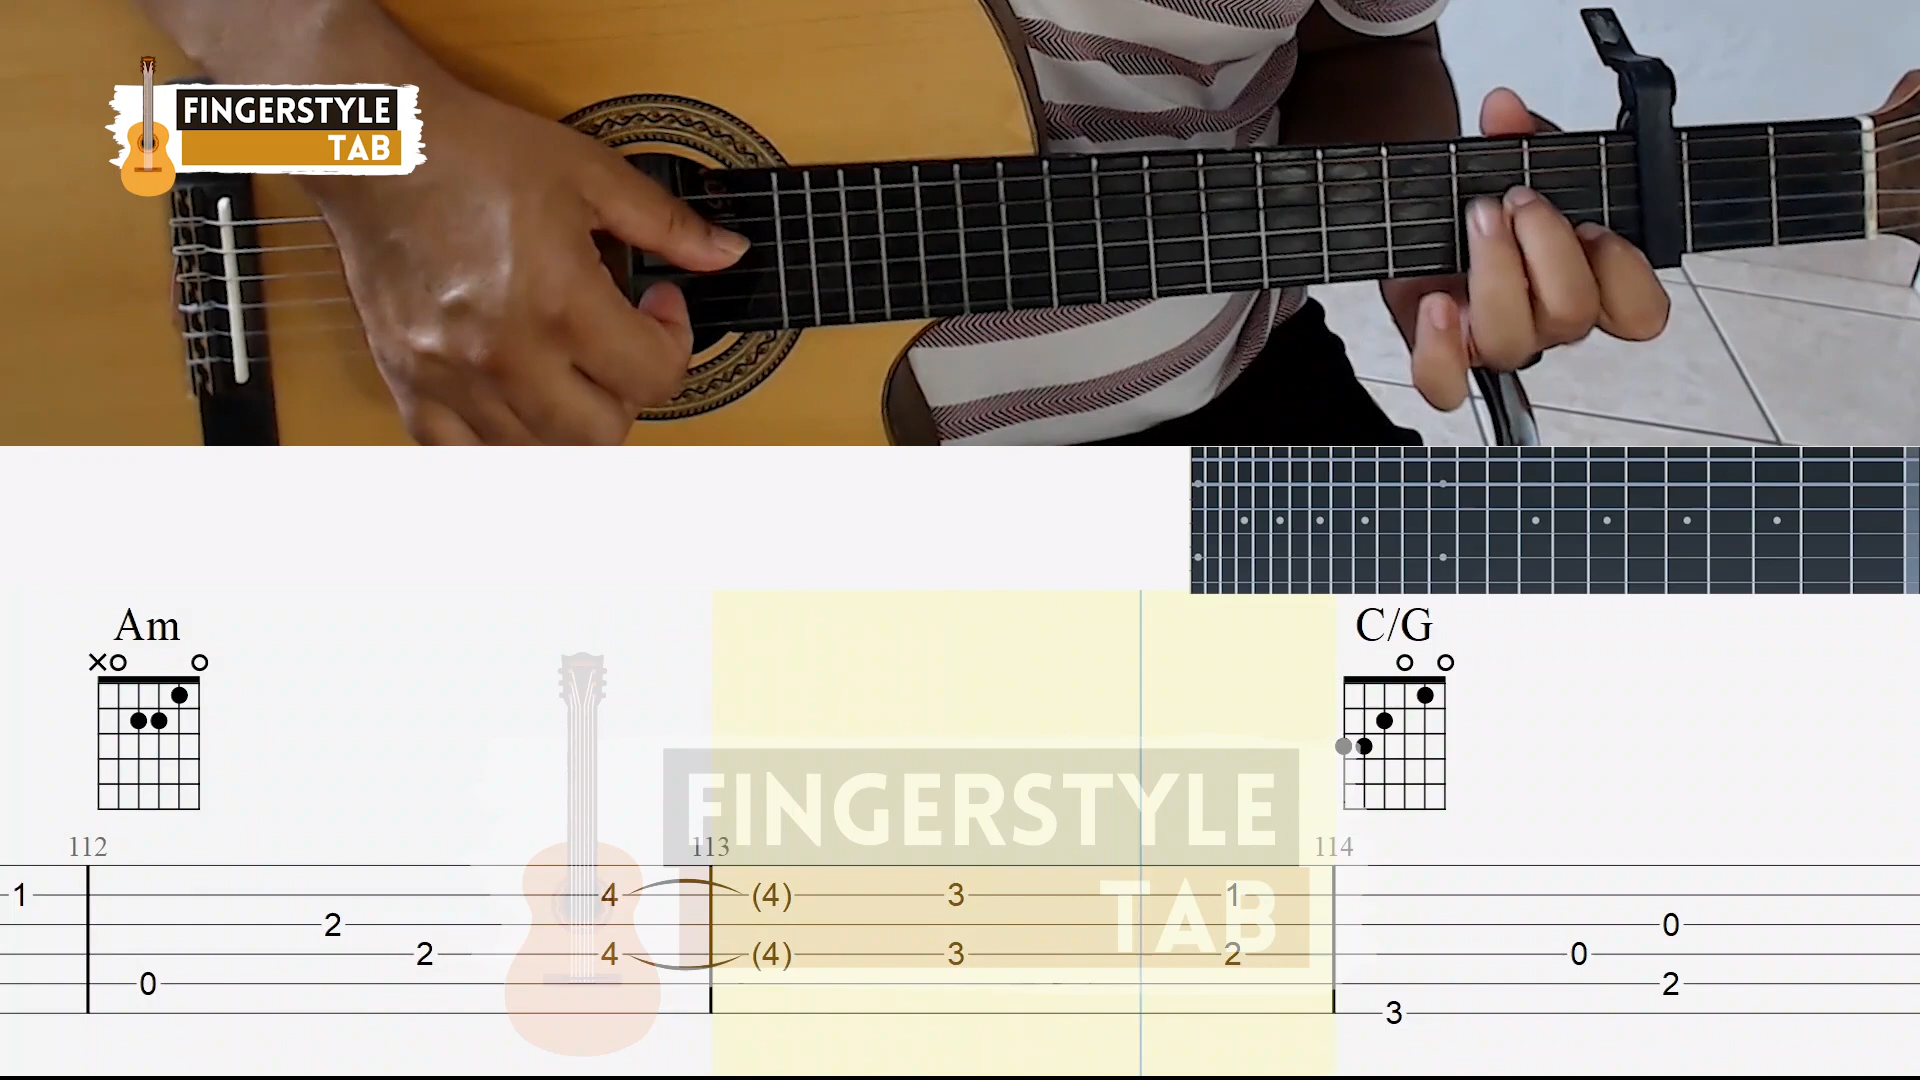 FINGERSTYLE
TAB
Am
C/G
×○ ○
○ ○
FINGERSTYLE
TAB
112 113 114
1 4 (4) 3 1
2 0
2 4 (4) 3 2 0
0 2
3